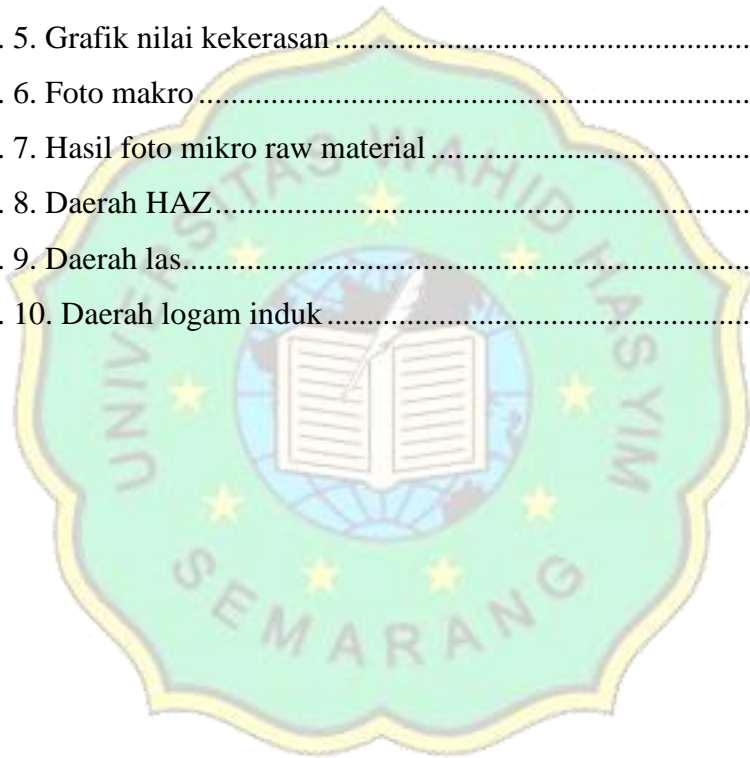 . 5. Grafik nilai kekerasan ....................................................
. 6. Foto makro .....................................................................
. 7. Hasil foto mikro raw material ........................................
. 8. Daerah HAZ...................................................................
. 9. Daerah las.......................................................................
. 10. Daerah logam induk .....................................................
UNIVERSITAS WAHID HASYIM
SEMARANG